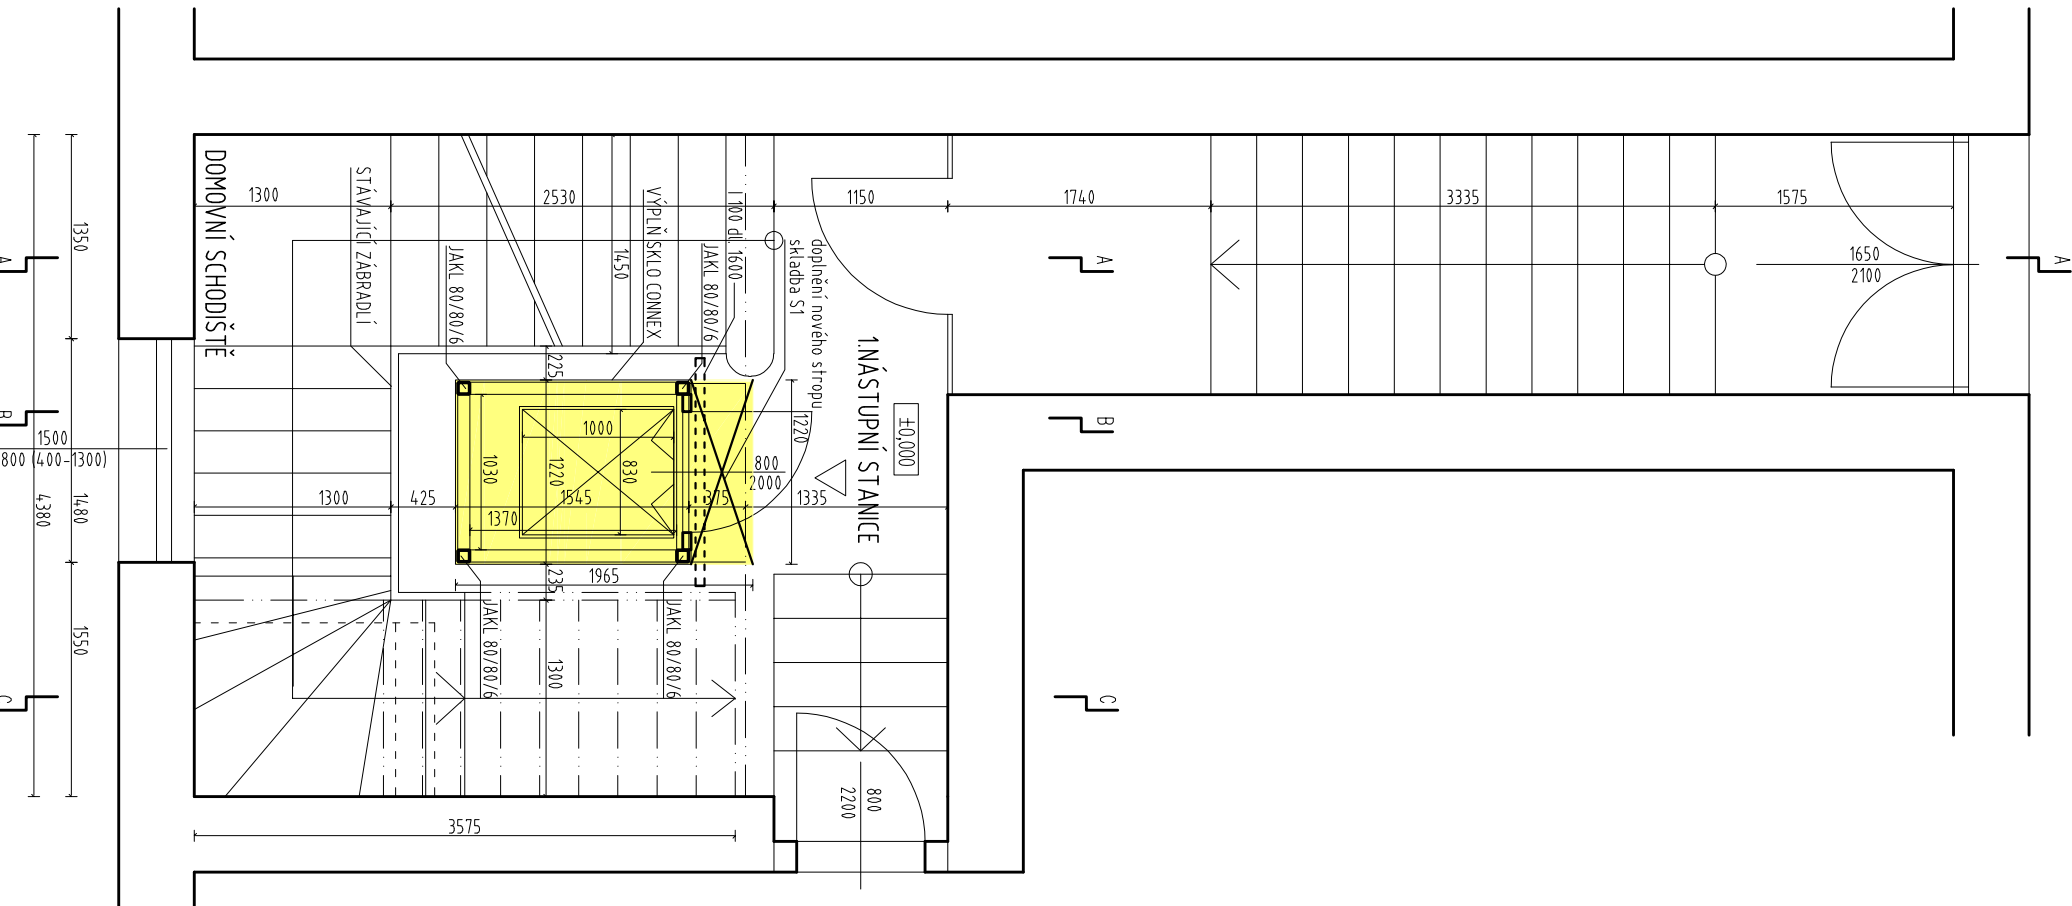 1300
2530
1150
1740
3335
1575
1350
DOMOVNÍ SCHODIŠTĚ
STÁVAJÍCÍ ZÁBRADLÍ
JAKL 80/80/6
1450
VÝPLŇ SKLO CONNEX
JAKL 80/80/6
I 100 dl. 1600
skladba S1
doplnění nového stropu
1.NÁSTUPNÍ STANICE
±0,000
A
A
A
1650
2100
B
B
225
1220
1000
1030
1220
830
800
2000
1500
800 (400-1300)
4380
1480
1300
425
1545
375
1335
1370
235
1965
1550
JAKL 80/80/6
1300
JAKL 80/80/6
C
C
800
2200
3575